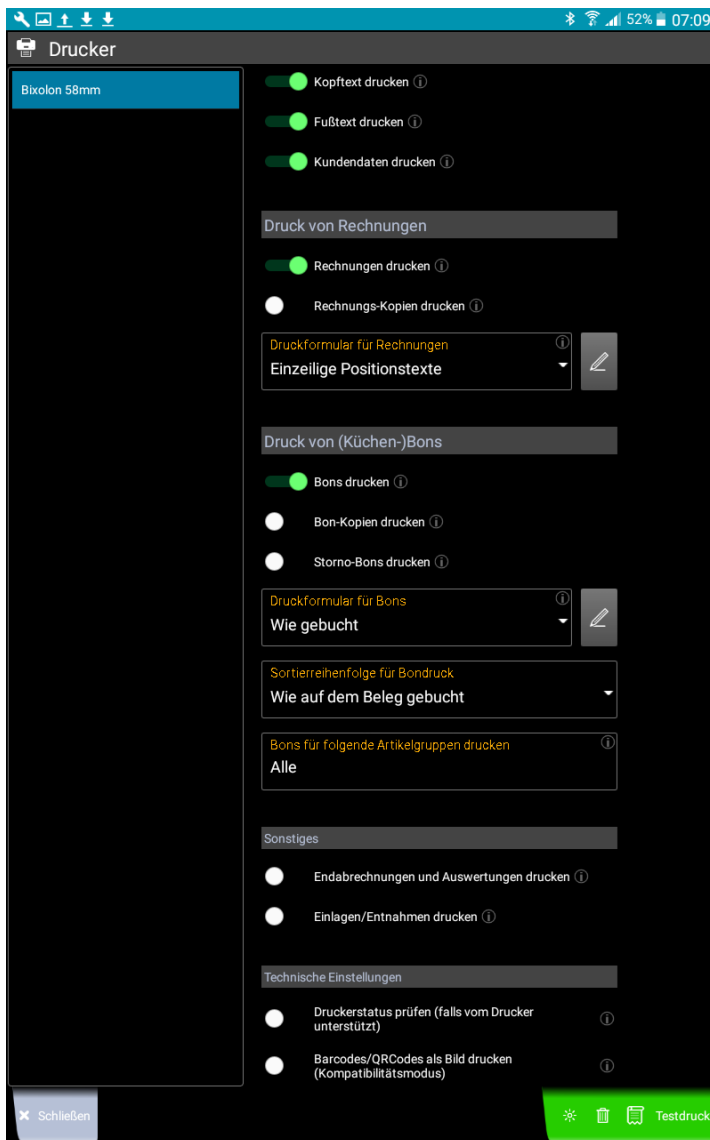 52% 07:09
Drucker
Bixolon 58mm
Kopftext drucken
Fußtext drucken
Kundendaten drucken
Druck von Rechnungen
Rechnungen drucken
Rechnungs-Kopien drucken
Druckformular für Rechnungen
Einzeilige Positionstexte
Druck von (Küchen-)Bons
Bons drucken
Bon-Kopien drucken
Storno-Bons drucken
Druckformular für Bons
Wie gebucht
Sortierreihenfolge für Bondruck
Wie auf dem Beleg gebucht
Bons für folgende Artikelgruppen drucken
Alle
Sonstiges
Endabrechnungen und Auswertungen drucken
Einlagen/Entnahmen drucken
Technische Einstellungen
Druckerstatus prüfen (falls vom Drucker
unterstützt)
Barcodes/QRCodes als Bild drucken
(Kompatibilitätsmodus)
Schließen
Testdruck